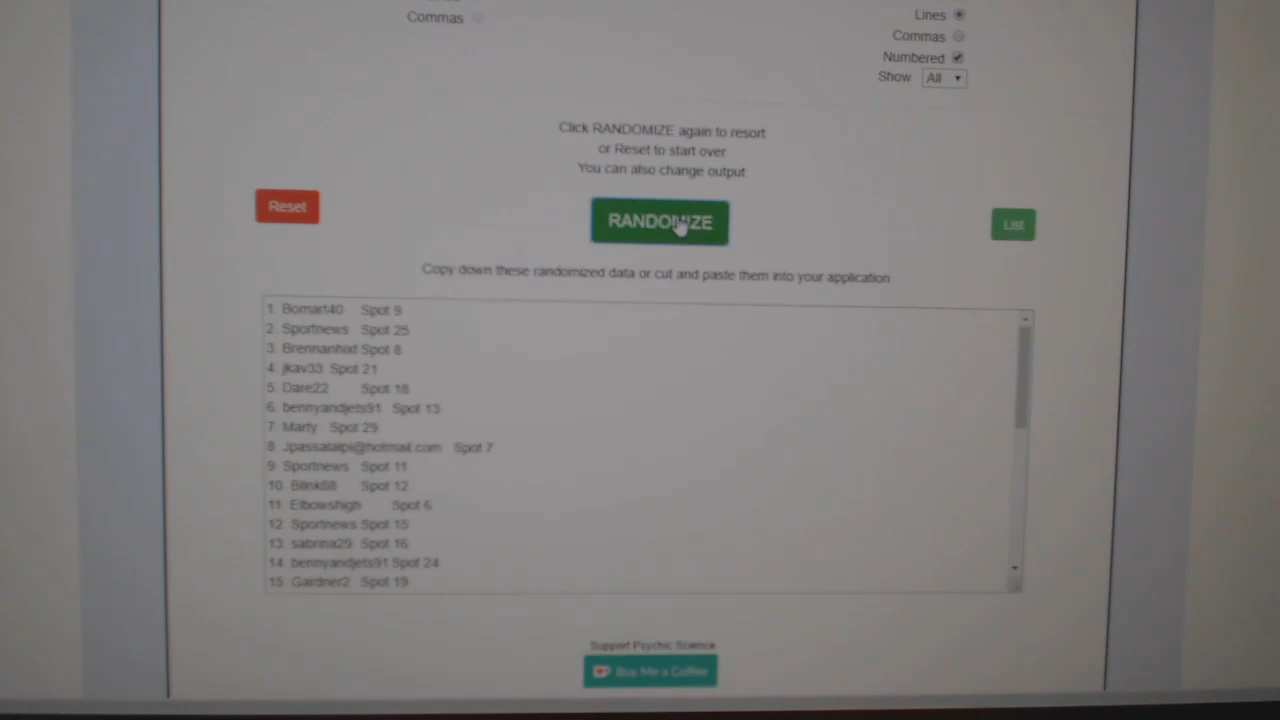 Commas
Lines
Commas
Numbered
Show All
Click RANDOMIZE again to resort
or Reset to start over
You can also change output
Reset
RANDOMIZE
List
Copy down these randomized data or cut and paste them into your application
1. Bomart40 Spot 9
2. Sportnews Spot 25
3. Brennanhxt Spot 8
4. jkav33 Spot 21
5. Dare22 Spot 18
6. bennyandjets91 Spot 13
7. Marty Spot 29
8. Jpassalalpi@hotmail.com Spot 7
9. Sportnews Spot 11
10. Blink88 Spot 12
11. Elbowshigh Spot 6
12. Sportnews Spot 15
13. sabrina29 Spot 16
14. bennyandjets91 Spot 24
15. Gardner2 Spot 19
Support Psychic Science
Buy Me a Coffee